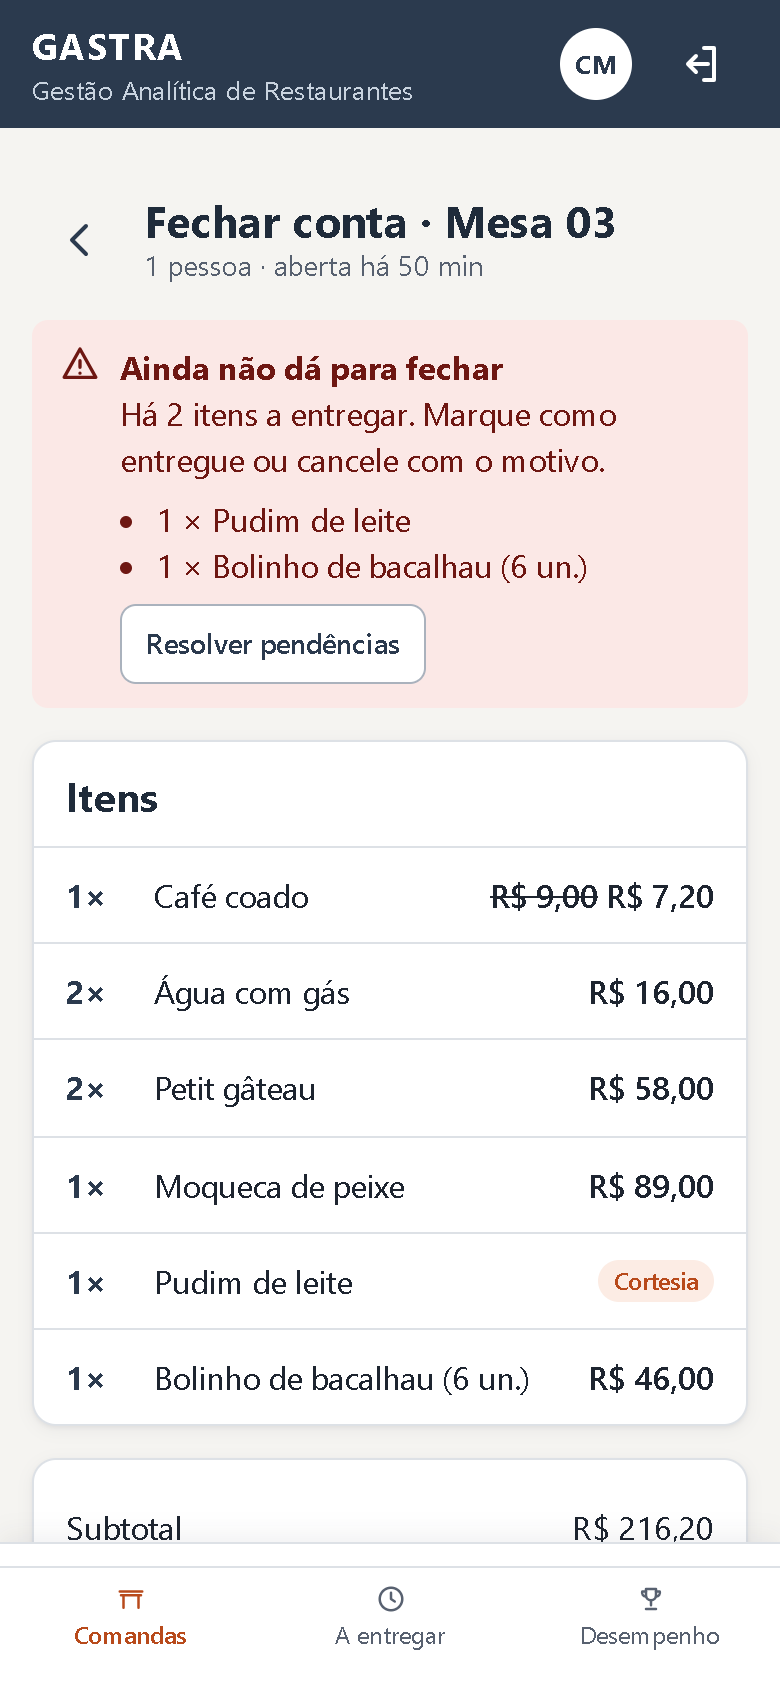 GASTRA
Gestão Analítica de Restaurantes
CM
Fechar conta · Mesa 03
1 pessoa · aberta há 50 min
Ainda não dá para fechar
Há 2 itens a entregar. Marque como
entregue ou cancele com o motivo.
• 1 × Pudim de leite
• 1 × Bolinho de bacalhau (6 un.)
Resolver pendências
Itens
1× Café coado R$ 9,00 R$ 7,20
2× Água com gás R$ 16,00
2× Petit gâteau R$ 58,00
1× Moqueca de peixe R$ 89,00
1× Pudim de leite Cortesia
1× Bolinho de bacalhau (6 un.) R$ 46,00
Subtotal R$ 216,20
Comandas A entregar Desempenho